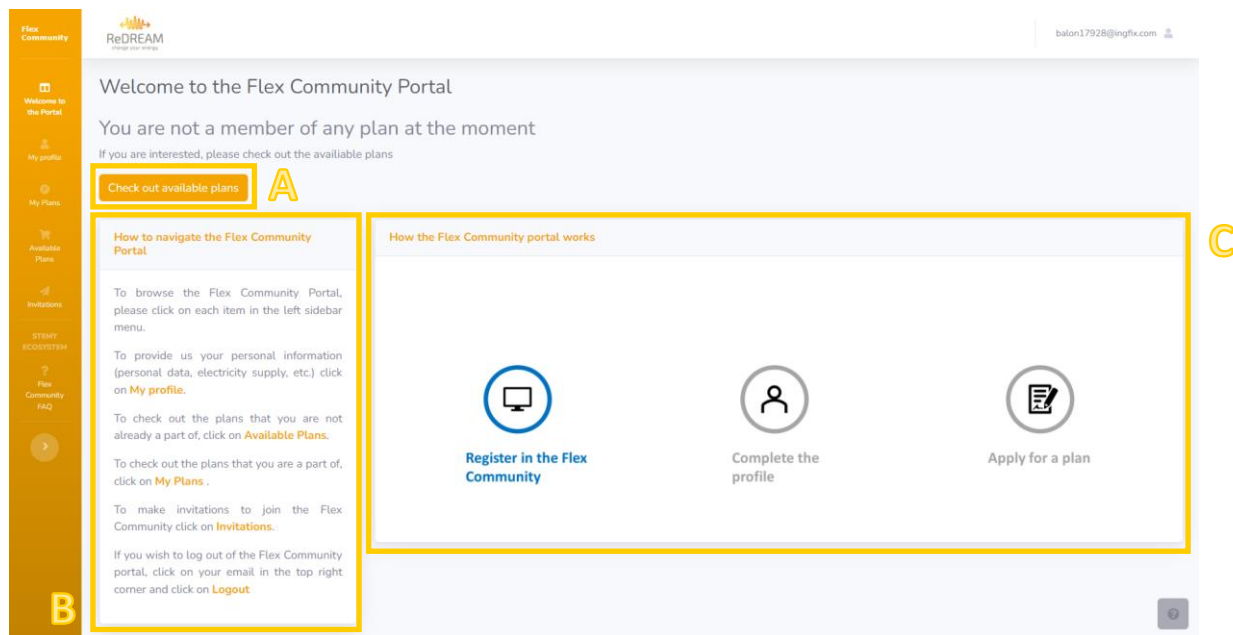 Flex
Community
ReDREAM
change your energy
balon17928@ingfix.com
Welcome to
the Portal
My profile
My Plans
Available
Plans
Invitations
STEMY
ECOSYSTEM
?
Flex
Community
FAQ
Welcome to the Flex Community Portal
You are not a member of any plan at the moment
If you are interested, please check out the availiable plans
Check out available plans
A
How to navigate the Flex Community
Portal
To browse the Flex Community Portal,
please click on each item in the left sidebar
menu.
To provide us your personal information
(personal data, electricity supply, etc.) click
on My profile.
To check out the plans that you are not
already a part of, click on Available Plans.
To check out the plans that you are a part of,
click on My Plans .
To make invitations to join the Flex
Community click on Invitations.
If you wish to log out of the Flex Community
portal, click on your email in the top right
corner and click on Logout
B
How the Flex Community portal works
C
Register in the Flex
Community
Complete the
profile
Apply for a plan
?